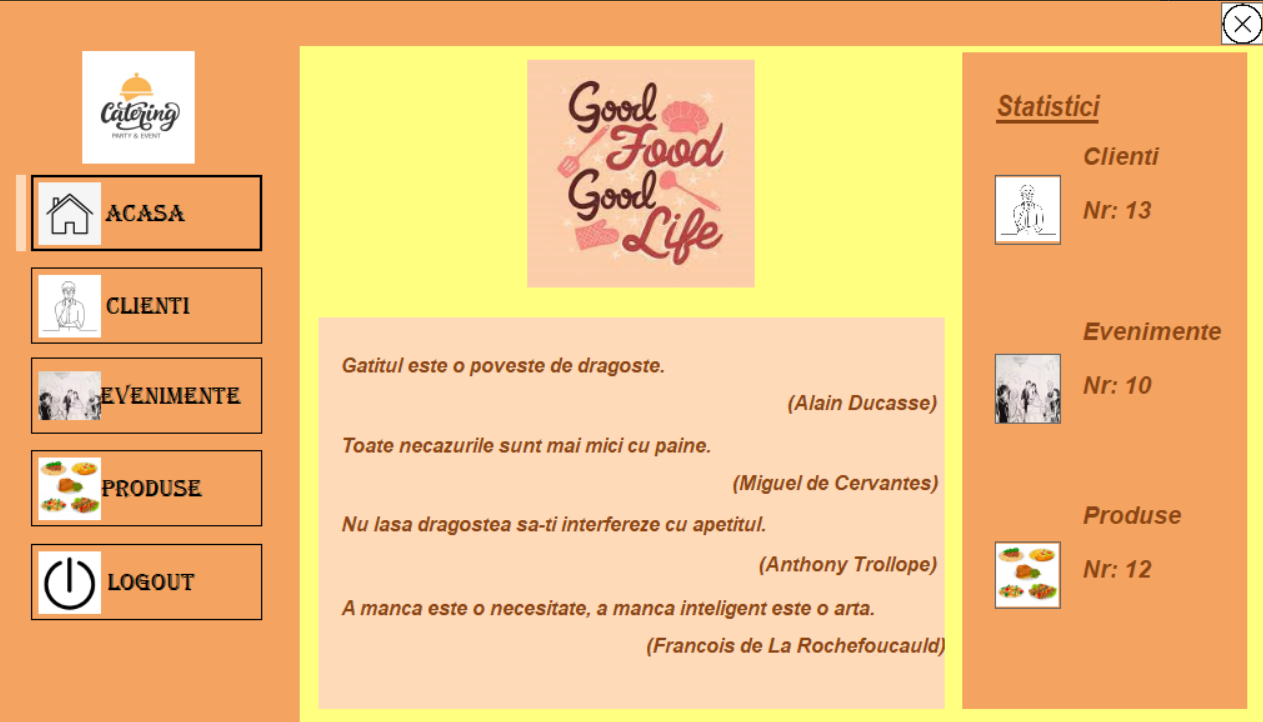 Catering
PARTY & EVENT
ACASA
CLIENTI
EVENIMENTE
PRODUSE
LOGOUT
Good
Food
Good
Life
Gatitul este o poveste de dragoste.
(Alain Ducasse)
Toate necazurile sunt mai mici cu paine.
(Miguel de Cervantes)
Nu lasa dragostea sa-ti interfereze cu apetitul.
(Anthony Trollope)
A manca este o necesitate, a manca inteligent este o arta.
(Francois de La Rochefoucauld)
Statistici
Clienti
Nr: 13
Evenimente
Nr: 10
Produse
Nr: 12